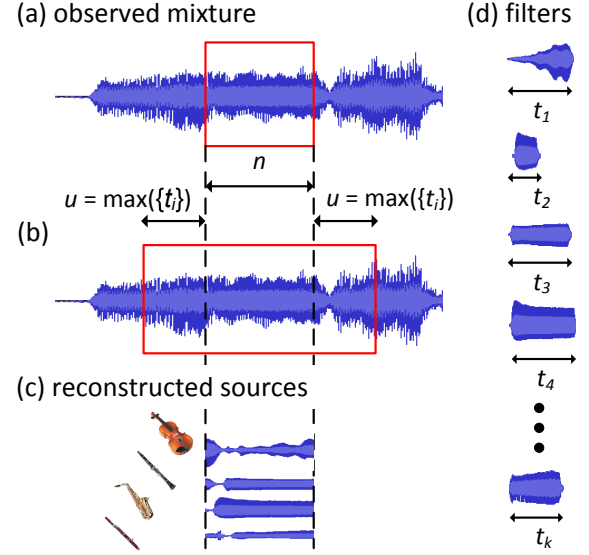 (a) observed mixture
n
u = max({tᵢ})
u = max({tᵢ})
(b)
(c) reconstructed sources
(d) filters
t₁
t₂
t₃
t₄
tₖ